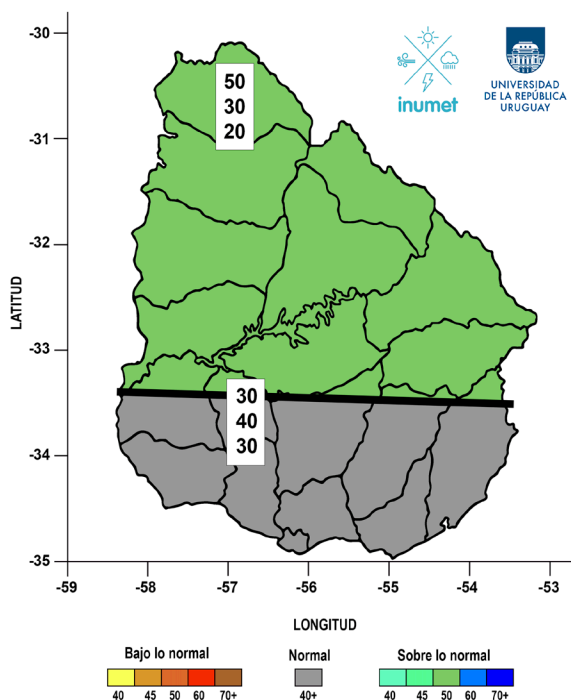 -30
-31
-32
-33
-34
-35
LATITUD
50
30
20
inumet
UNIVERSIDAD
DE LA REPÚBLICA
URUGUAY
30
40
30
-59 -58 -57 -56 -55 -54 -53
LONGITUD
Bajo lo normal
40 45 50 60 70+
Normal
40+
Sobre lo normal
40 45 50 60 70+